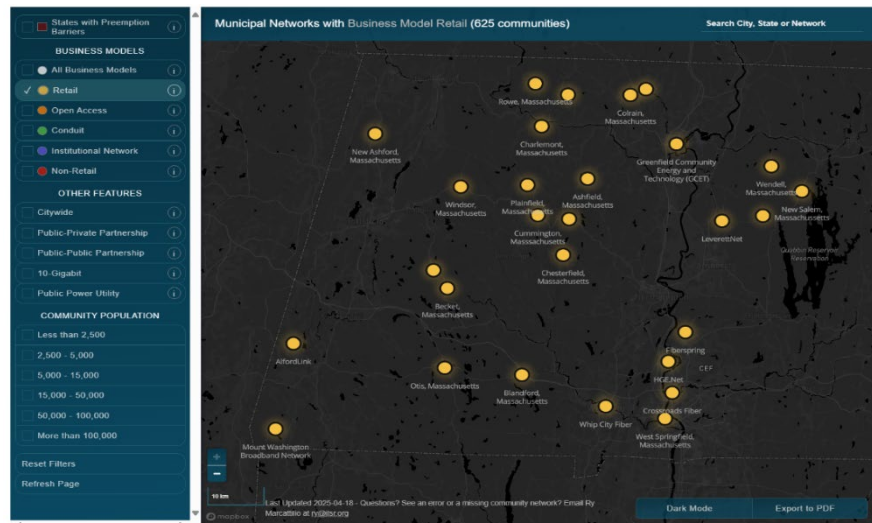 States with Preemption
Barriers
BUSINESS MODELS
All Business Models
Retail
Open Access
Conduit
Institutional Network
Non-Retail
OTHER FEATURES
Citywide
Public-Private Partnership
Public-Public Partnership
10-Gigabit
Public Power Utility
COMMUNITY POPULATION
Less than 2,500
2,500 - 5,000
5,000 - 15,000
15,000 - 50,000
50,000 - 100,000
More than 100,000
Reset Filters
Refresh Page
Municipal Networks with Business Model Retail (625 communities)
Search City, State or Network
Rowe, Massachusetts
Colrain,
Massachusetts
New Ashford,
Massachusetts
Charlemont,
Massachusetts
Greenfield Community
Energy and
Technology (GCET)
Windsor,
Massachusetts
Plainfield,
Massachusetts
Ashfield,
Massachusetts
Wendell,
Massachusetts
New Salem,
Massachusetts
Cummington,
Massachusetts
LeverettNet
Quabbin Reservoir
Reservation
Chesterfield,
Massachusetts
Becket,
Massachusetts
AlfordLink
Fiberspring
Otis, Massachusetts
HGE.Net
CEF
Blandford,
Massachusetts
Crossroads Fiber
Whip City Fiber
West Springfield,
Massachusetts
Mount Washington
Broadband Network
+
−
10 km
Last Updated 2025-04-18 - Questions? See an error or a missing community network? Email Ry
Marcattilio at ry@ilsr.org
mapbox
Dark Mode
Export to PDF